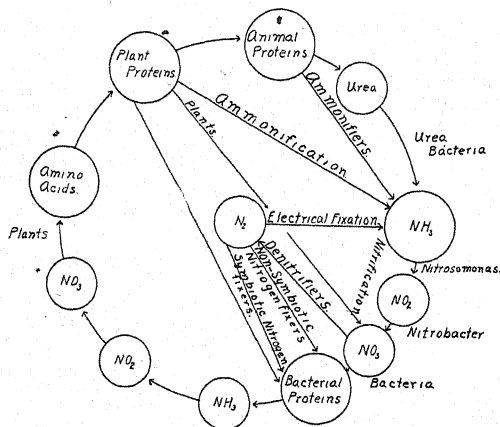 Plant
Proteins.
Animal
Proteins
Urea
Ammonifiers.
Ammonification
Plants.
Urea
Bacteria
Amino
Acids.
N₂
Electrical Fixation
NH₃
Plants
Nitrification
Nitrosomonas.
Denitrifiers.
Non-Symbiotic
Nitrogen fixers
Symbiotic Nitrogen
fixers.
NO₃
NO₂
Nitrobacter
NO₃
NO₂
Bacterial
Proteins
Bacteria
NH₃